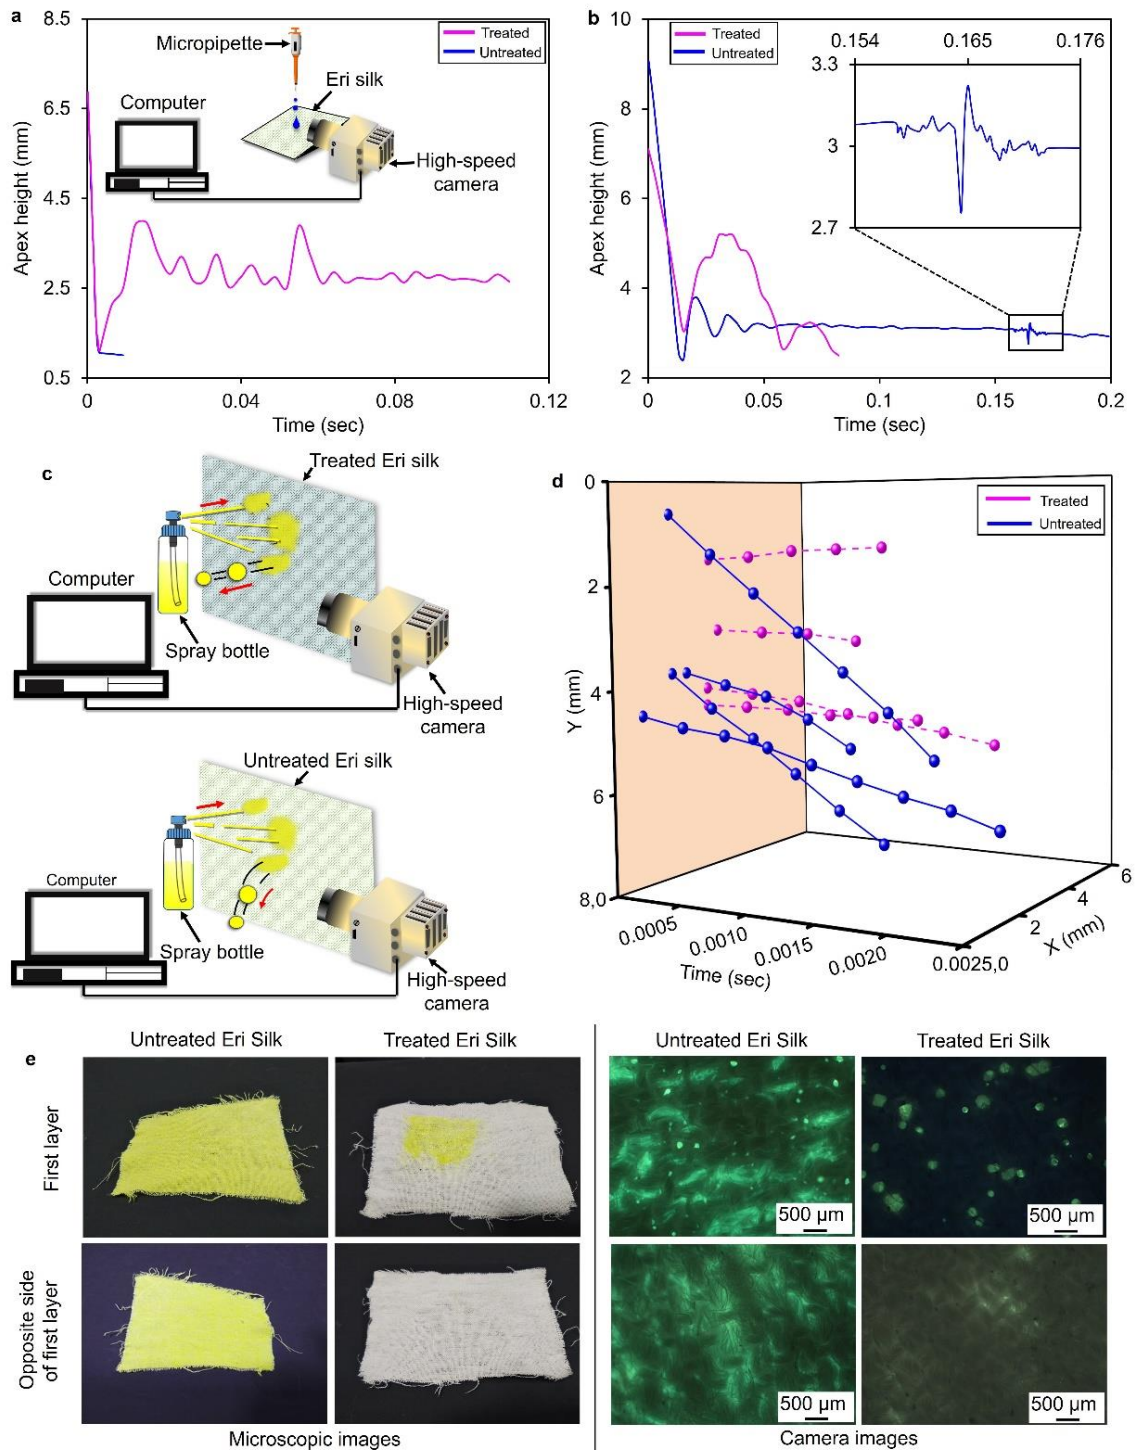 a
8.5
6.5
4.5
2.5
0.5
Apex height (mm)
0
0.04
0.08
0.12
Time (sec)
Treated
Untreated
Micropipette
Eri silk
Computer
High-speed
camera
b
10
8
6
4
2
Apex height (mm)
0
0.05
0.1
0.15
0.2
Time (sec)
Treated
Untreated
0.154
0.165
0.176
3.3
3
2.7
c
Treated Eri silk
Computer
Spray bottle
High-speed
camera
Untreated Eri silk
Computer
Spray bottle
High-speed
camera
d
0
2
4
6
8,0
Y (mm)
0.0005
0.0010
0.0015
0.0020
0.0025,0
Time (sec)
2
4
6
X (mm)
Treated
Untreated
e
Untreated Eri Silk
Treated Eri Silk
Untreated Eri Silk
Treated Eri Silk
First layer
500 µm
500 µm
Opposite side
of first layer
500 µm
500 µm
Microscopic images
Camera images